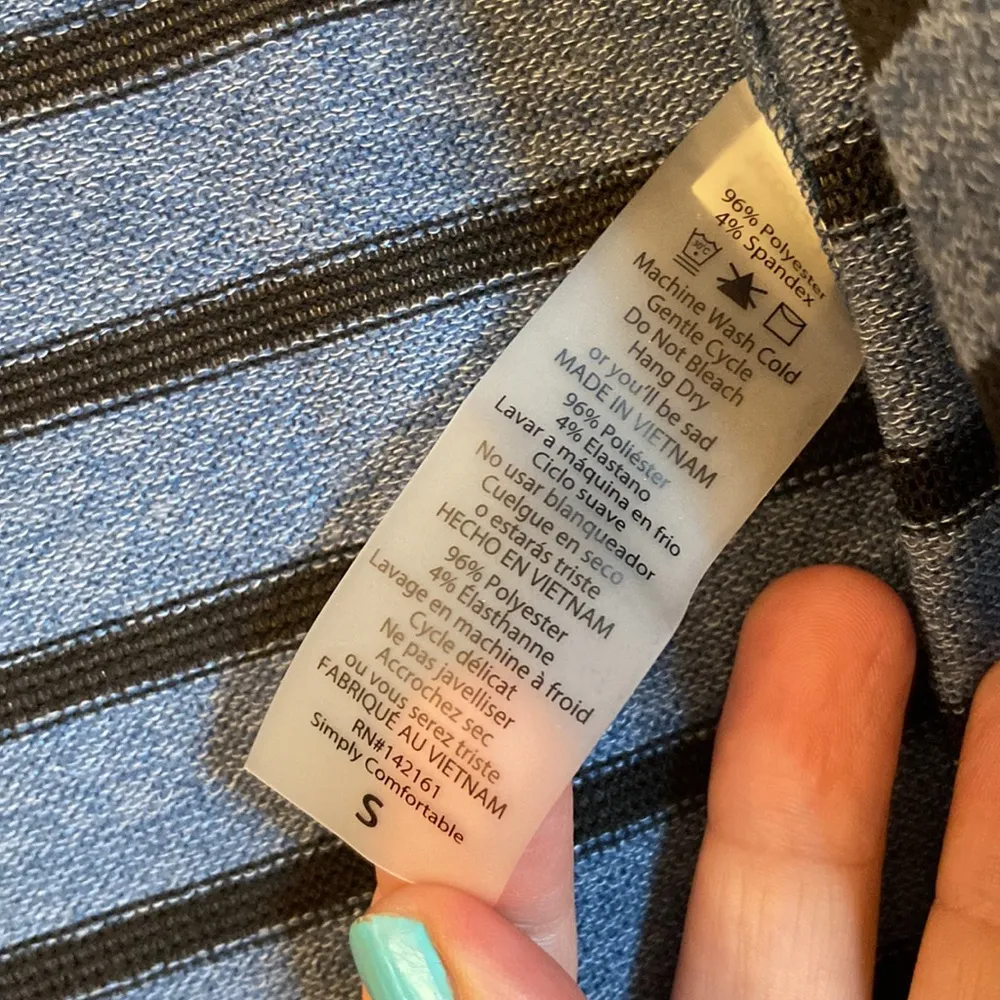 96% Polyester
4% Spandex
30°C
Machine Wash Cold
Gentle Cycle
Do Not Bleach
Hang Dry
or you'll be sad
MADE IN VIETNAM
96% Poliéster
4% Elastano
Lavar a máquina en frio
Ciclo suave
No usar blanqueador
Cuelgue en seco
o estarás triste
HECHO EN VIETNAM
96% Polyester
4% Élasthanne
Lavage en machine à froid
Cycle délicat
Ne pas javelliser
Accrochez sec
ou vous serez triste
FABRIQUÉ AU VIETNAM
RN#142161
Simply Comfortable
S